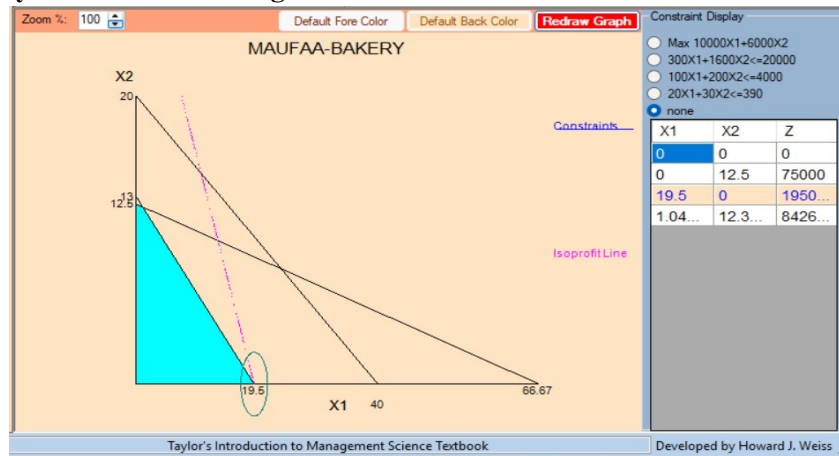 Zoom %: 100 Default Fore Color Default Back Color Redraw Graph Constraint Display
MAUFAA-BAKERY
X2
20
13
12.5
19.5
X1 40
66.67
Constraints
Isoprofit Line
Max 10000X1+6000X2
300X1+1600X2<=20000
100X1+200X2<=4000
20X1+30X2<=390
none
X1 X2 Z
0 0 0
0 12.5 75000
19.5 0 1950...
1.04... 12.3... 8426...
Taylor's Introduction to Management Science Textbook Developed by Howard J. Weiss